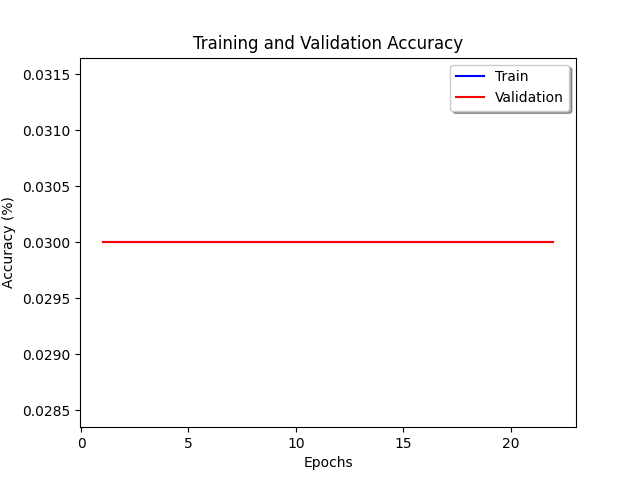 Training and Validation Accuracy
Train
Validation
0.0315
0.0310
0.0305
0.0300
0.0295
0.0290
0.0285
Accuracy (%)
0 5 10 15 20
Epochs